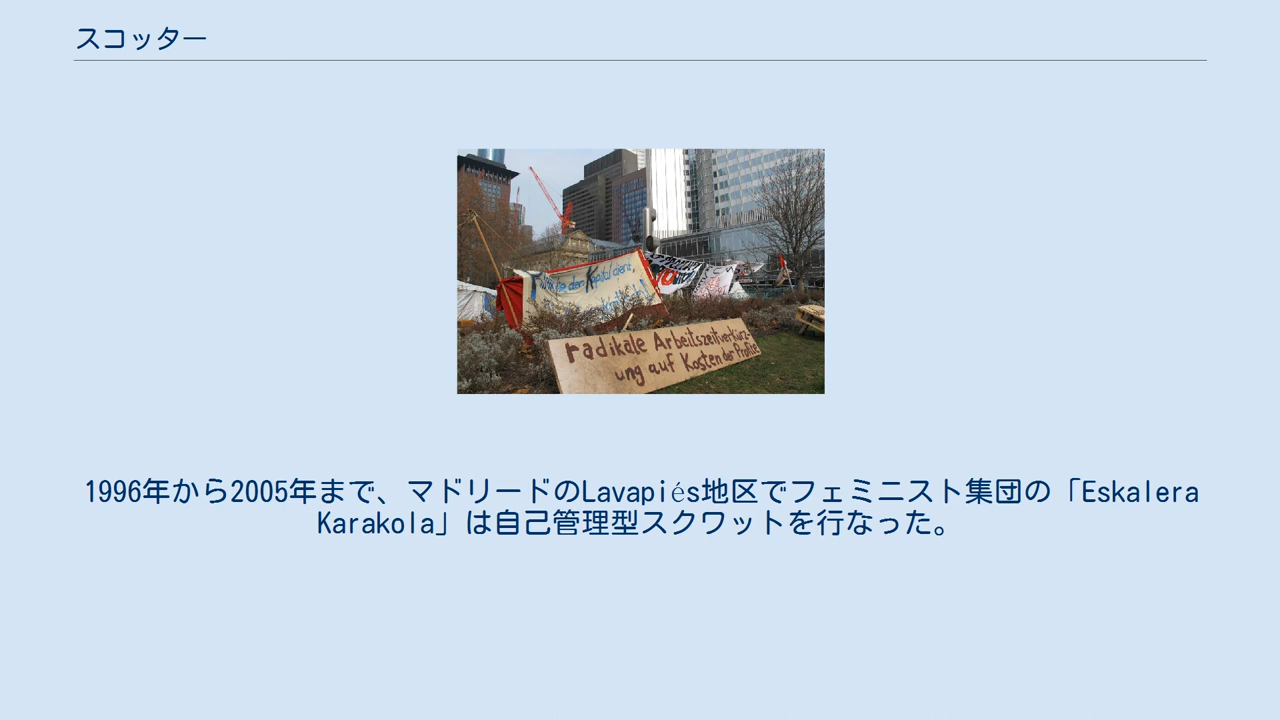 スコッター
radikale Arbeitszeitverkürz-
ung auf Kosten der Profite
1996年から2005年まで、マドリードのLavapiés地区でフェミニスト集団の「Eskalera
Karakola」は自己管理型スクワットを行なった。